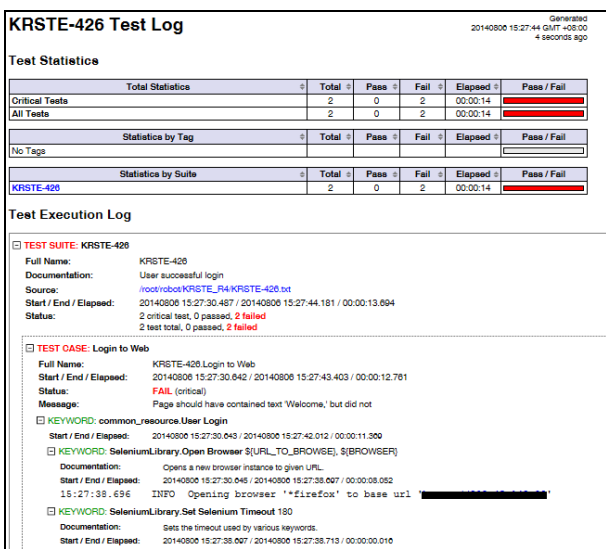 KRSTE-426 Test Log
Generated
20140806 15:27:44 GMT +08:00
4 seconds ago
Test Statistics
Total Statistics Total Pass Fail Elapsed Pass / Fail
Critical Tests 2 0 2 00:00:14
All Tests 2 0 2 00:00:14
Statistics by Tag Total Pass Fail Elapsed Pass / Fail
No Tags
Statistics by Suite Total Pass Fail Elapsed Pass / Fail
KRSTE-426 2 0 2 00:00:14
Test Execution Log
TEST SUITE: KRSTE-426
Full Name: KRSTE-426
Documentation: User successful login
Source: /root/robot/KRSTE_R4/KRSTE-426.txt
Start / End / Elapsed: 20140806 15:27:30.487 / 20140806 15:27:44.181 / 00:00:13.694
Status: 2 critical test, 0 passed, 2 failed
2 test total, 0 passed, 2 failed
TEST CASE: Login to Web
Full Name: KRSTE-426.Login to Web
Start / End / Elapsed: 20140806 15:27:30.642 / 20140806 15:27:43.403 / 00:00:12.761
Status: FAIL (critical)
Message: Page should have contained text 'Welcome,' but did not
KEYWORD: common_resource.User Login
Start / End / Elapsed: 20140806 15:27:30.643 / 20140806 15:27:42.012 / 00:00:11.369
KEYWORD: SeleniumLibrary.Open Browser ${URL_TO_BROWSE}, ${BROWSER}
Documentation: Opens a new browser instance to given URL.
Start / End / Elapsed: 20140806 15:27:30.645 / 20140806 15:27:38.697 / 00:00:08.052
15:27:38.696 INFO Opening browser '*firefox' to base url '
KEYWORD: SeleniumLibrary.Set Selenium Timeout 180
Documentation: Sets the timeout used by various keywords.
Start / End / Elapsed: 20140806 15:27:38.697 / 20140806 15:27:38.713 / 00:00:00.016